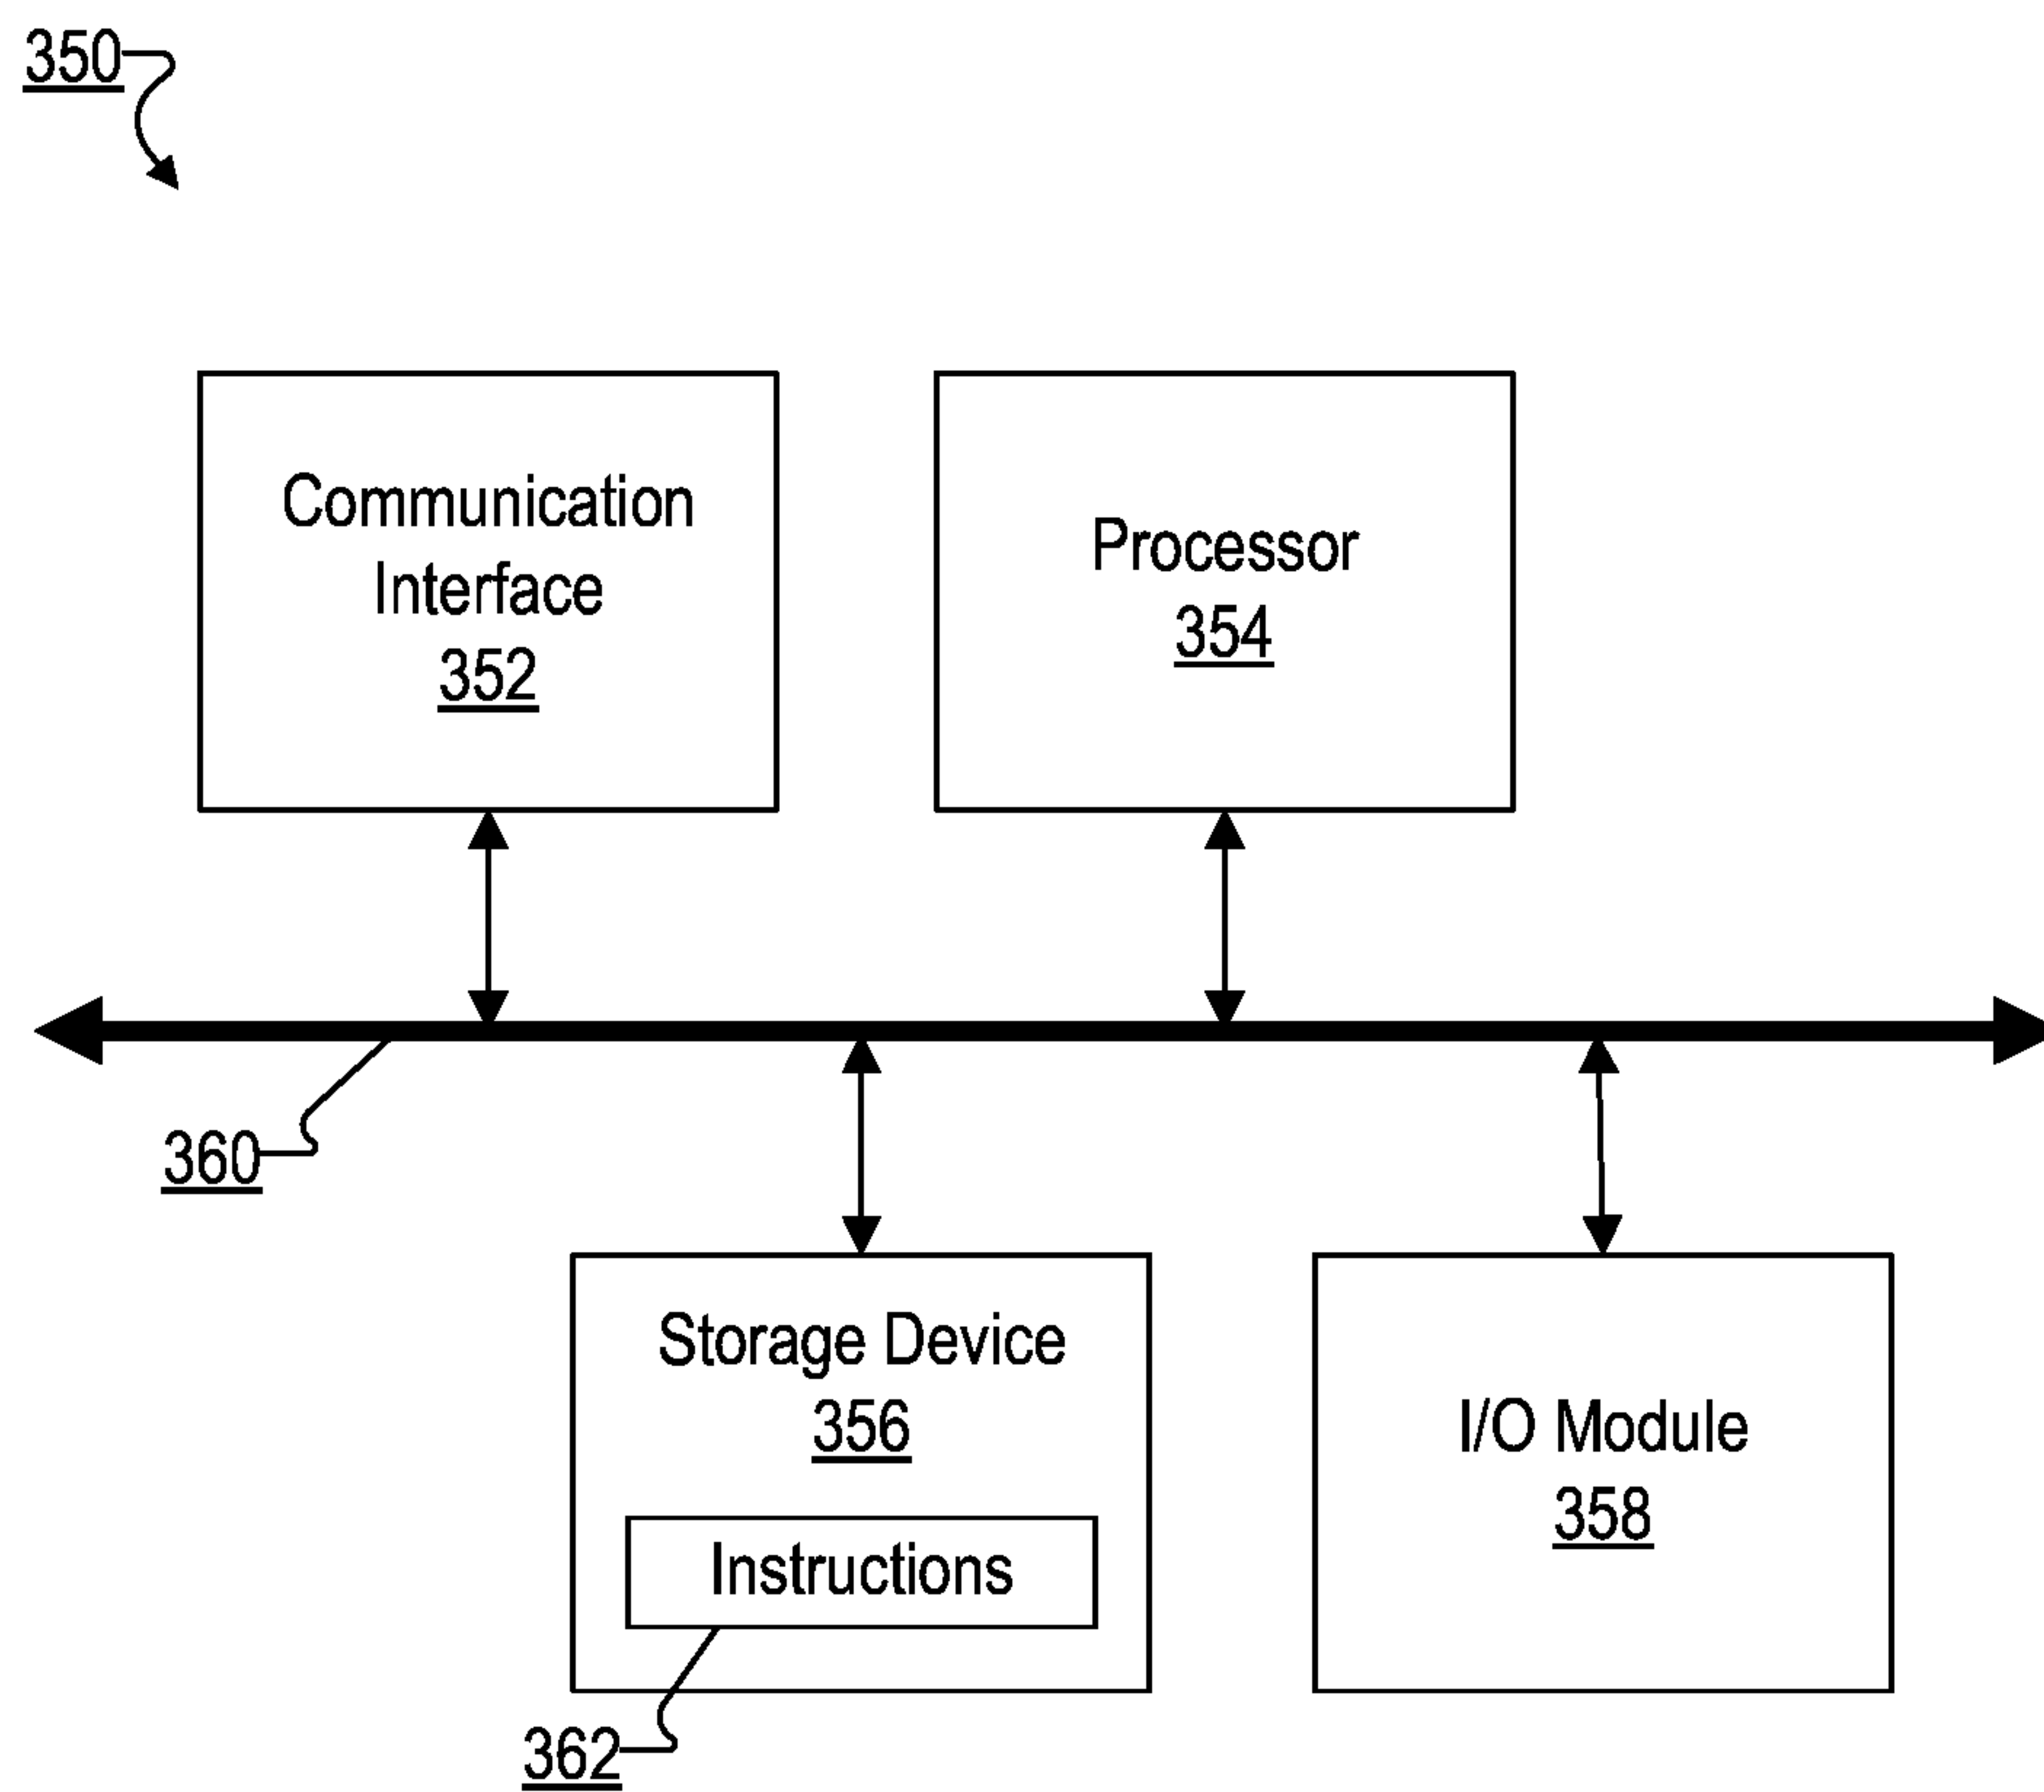 350
Communication
Interface
352
Processor
354
360
Storage Device
356
Instructions
362
I/O Module
358